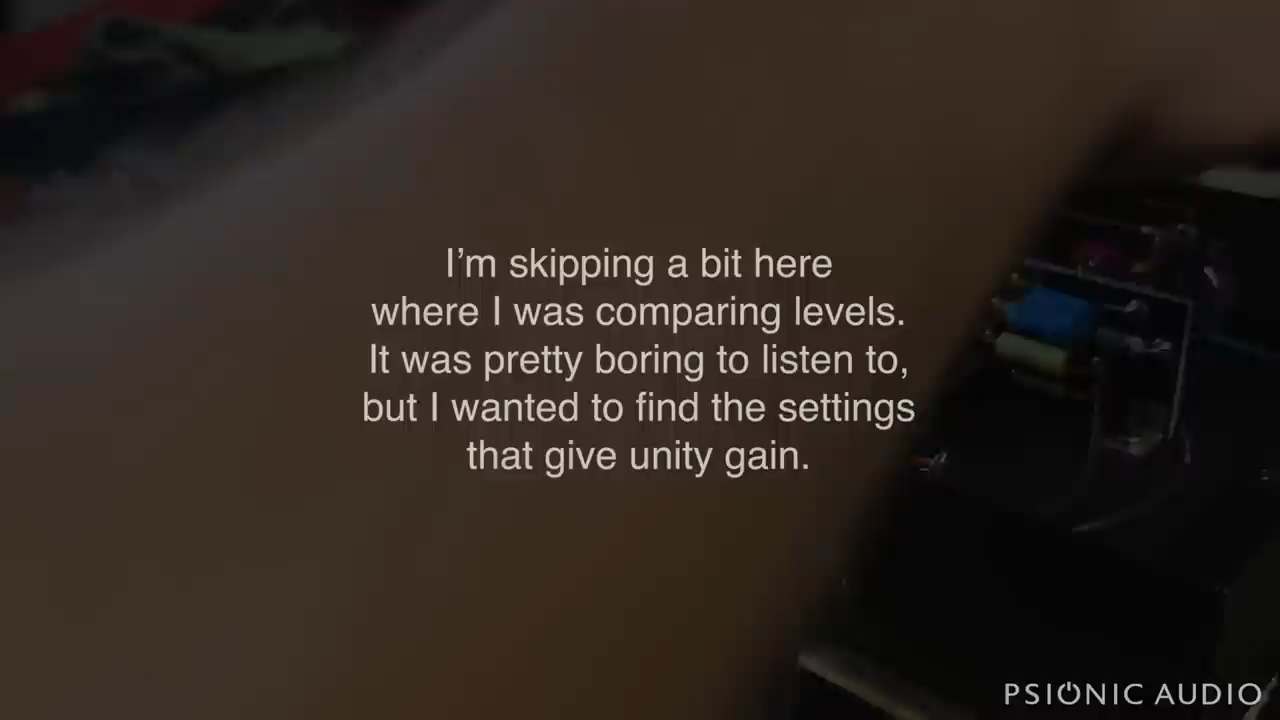 I’m skipping a bit here
where I was comparing levels.
It was pretty boring to listen to,
but I wanted to find the settings
that give unity gain.
PSIONIC AUDIO